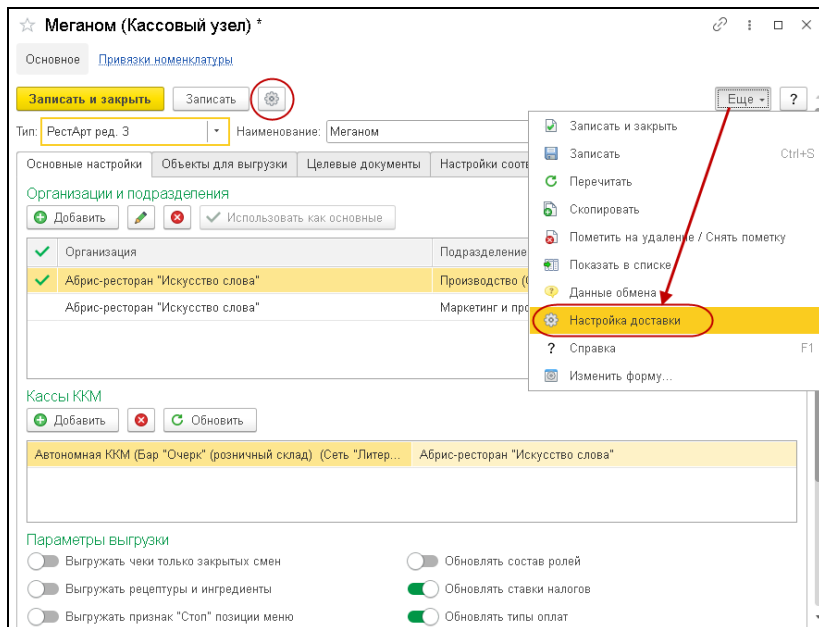 Меганом (Кассовый узел) *
Основное Привязки номенклатуры
Записать и закрыть Записать Еще ?
Тип: РестАрт ред. 3 Наименование: Меганом
Основные настройки Объекты для выгрузки Целевые документы Настройки соотв
Организации и подразделения
Добавить Использовать как основные
Организация Подразделение
Абрис-ресторан "Искусство слова" Производство (
Абрис-ресторан "Искусство слова" Маркетинг и про
Записать и закрыть
Записать Ctrl+S
Перечитать
Скопировать
Пометить на удаление / Снять пометку
Показать в списке
Данные обмена
Настройка доставки
? Справка F1
Изменить форму...
Кассы ККМ
Добавить Обновить
Автономная ККМ (Бар "Очерк" (розничный склад) (Сеть "Литер... Абрис-ресторан "Искусство слова"
Параметры выгрузки
Выгружать чеки только закрытых смен Обновлять состав ролей
Выгружать рецептуры и ингредиенты Обновлять ставки налогов
Выгружать признак "Стоп" позиции меню Обновлять типы оплат